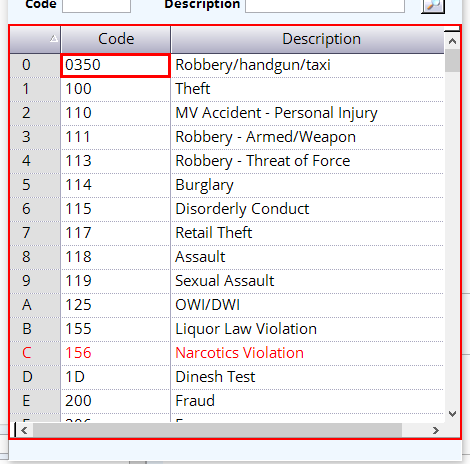 Code Description
Code Description
0 0350 Robbery/handgun/taxi
1 100 Theft
2 110 MV Accident - Personal Injury
3 111 Robbery - Armed/Weapon
4 113 Robbery - Threat of Force
5 114 Burglary
6 115 Disorderly Conduct
7 117 Retail Theft
8 118 Assault
9 119 Sexual Assault
A 125 OWI/DWI
B 155 Liquor Law Violation
C 156 Narcotics Violation
D 1D Dinesh Test
E 200 Fraud